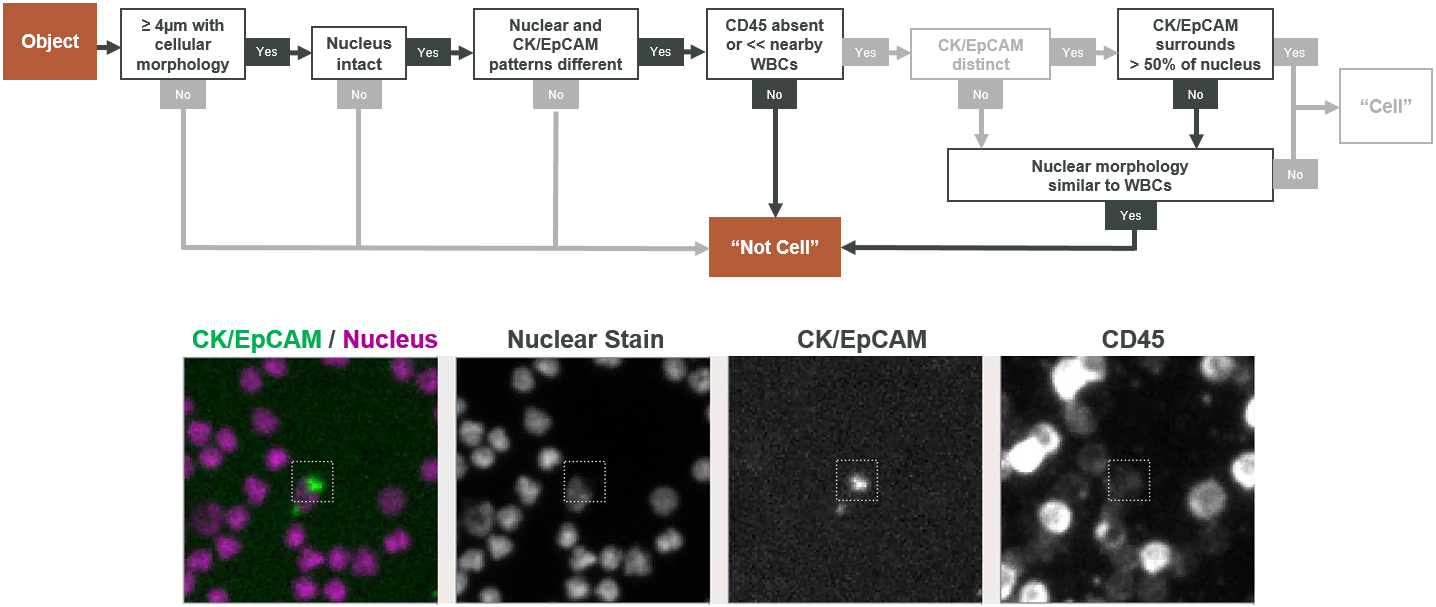 Object
≥ 4µm with
cellular
morphology
Yes
No
Nucleus
intact
Yes
No
Nuclear and
CK/EpCAM
patterns different
Yes
No
CD45 absent
or << nearby
WBCs
Yes
No
CK/EpCAM
distinct
Yes
No
CK/EpCAM
surrounds
> 50% of nucleus
Yes
No
“Cell”
Nuclear morphology
similar to WBCs
No
Yes
“Not Cell”
CK/EpCAM / Nucleus
Nuclear Stain
CK/EpCAM
CD45